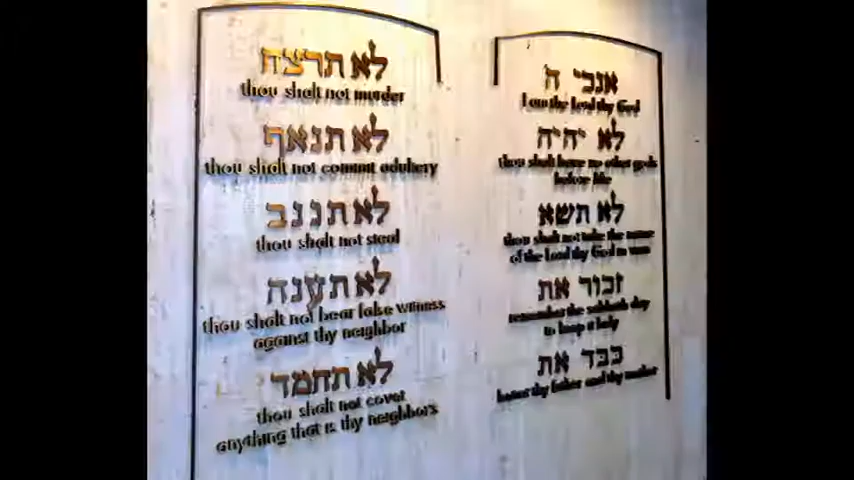 אנכי ה'
I am the Lord thy God
לא יהיה
thou shalt have no other gods
before Me
לא תשא
thou shalt not take the name
of the Lord thy God in vain
זכור את
remember the sabbath day
to keep it holy
כבד את
honor thy father and thy mother
לא תרצח
thou shalt not murder
לא תנאף
thou shalt not commit adultery
לא תגנב
thou shalt not steal
לא תענה
thou shalt not bear false witness
against thy neighbor
לא תחמד
thou shalt not covet
anything that is thy neighbors